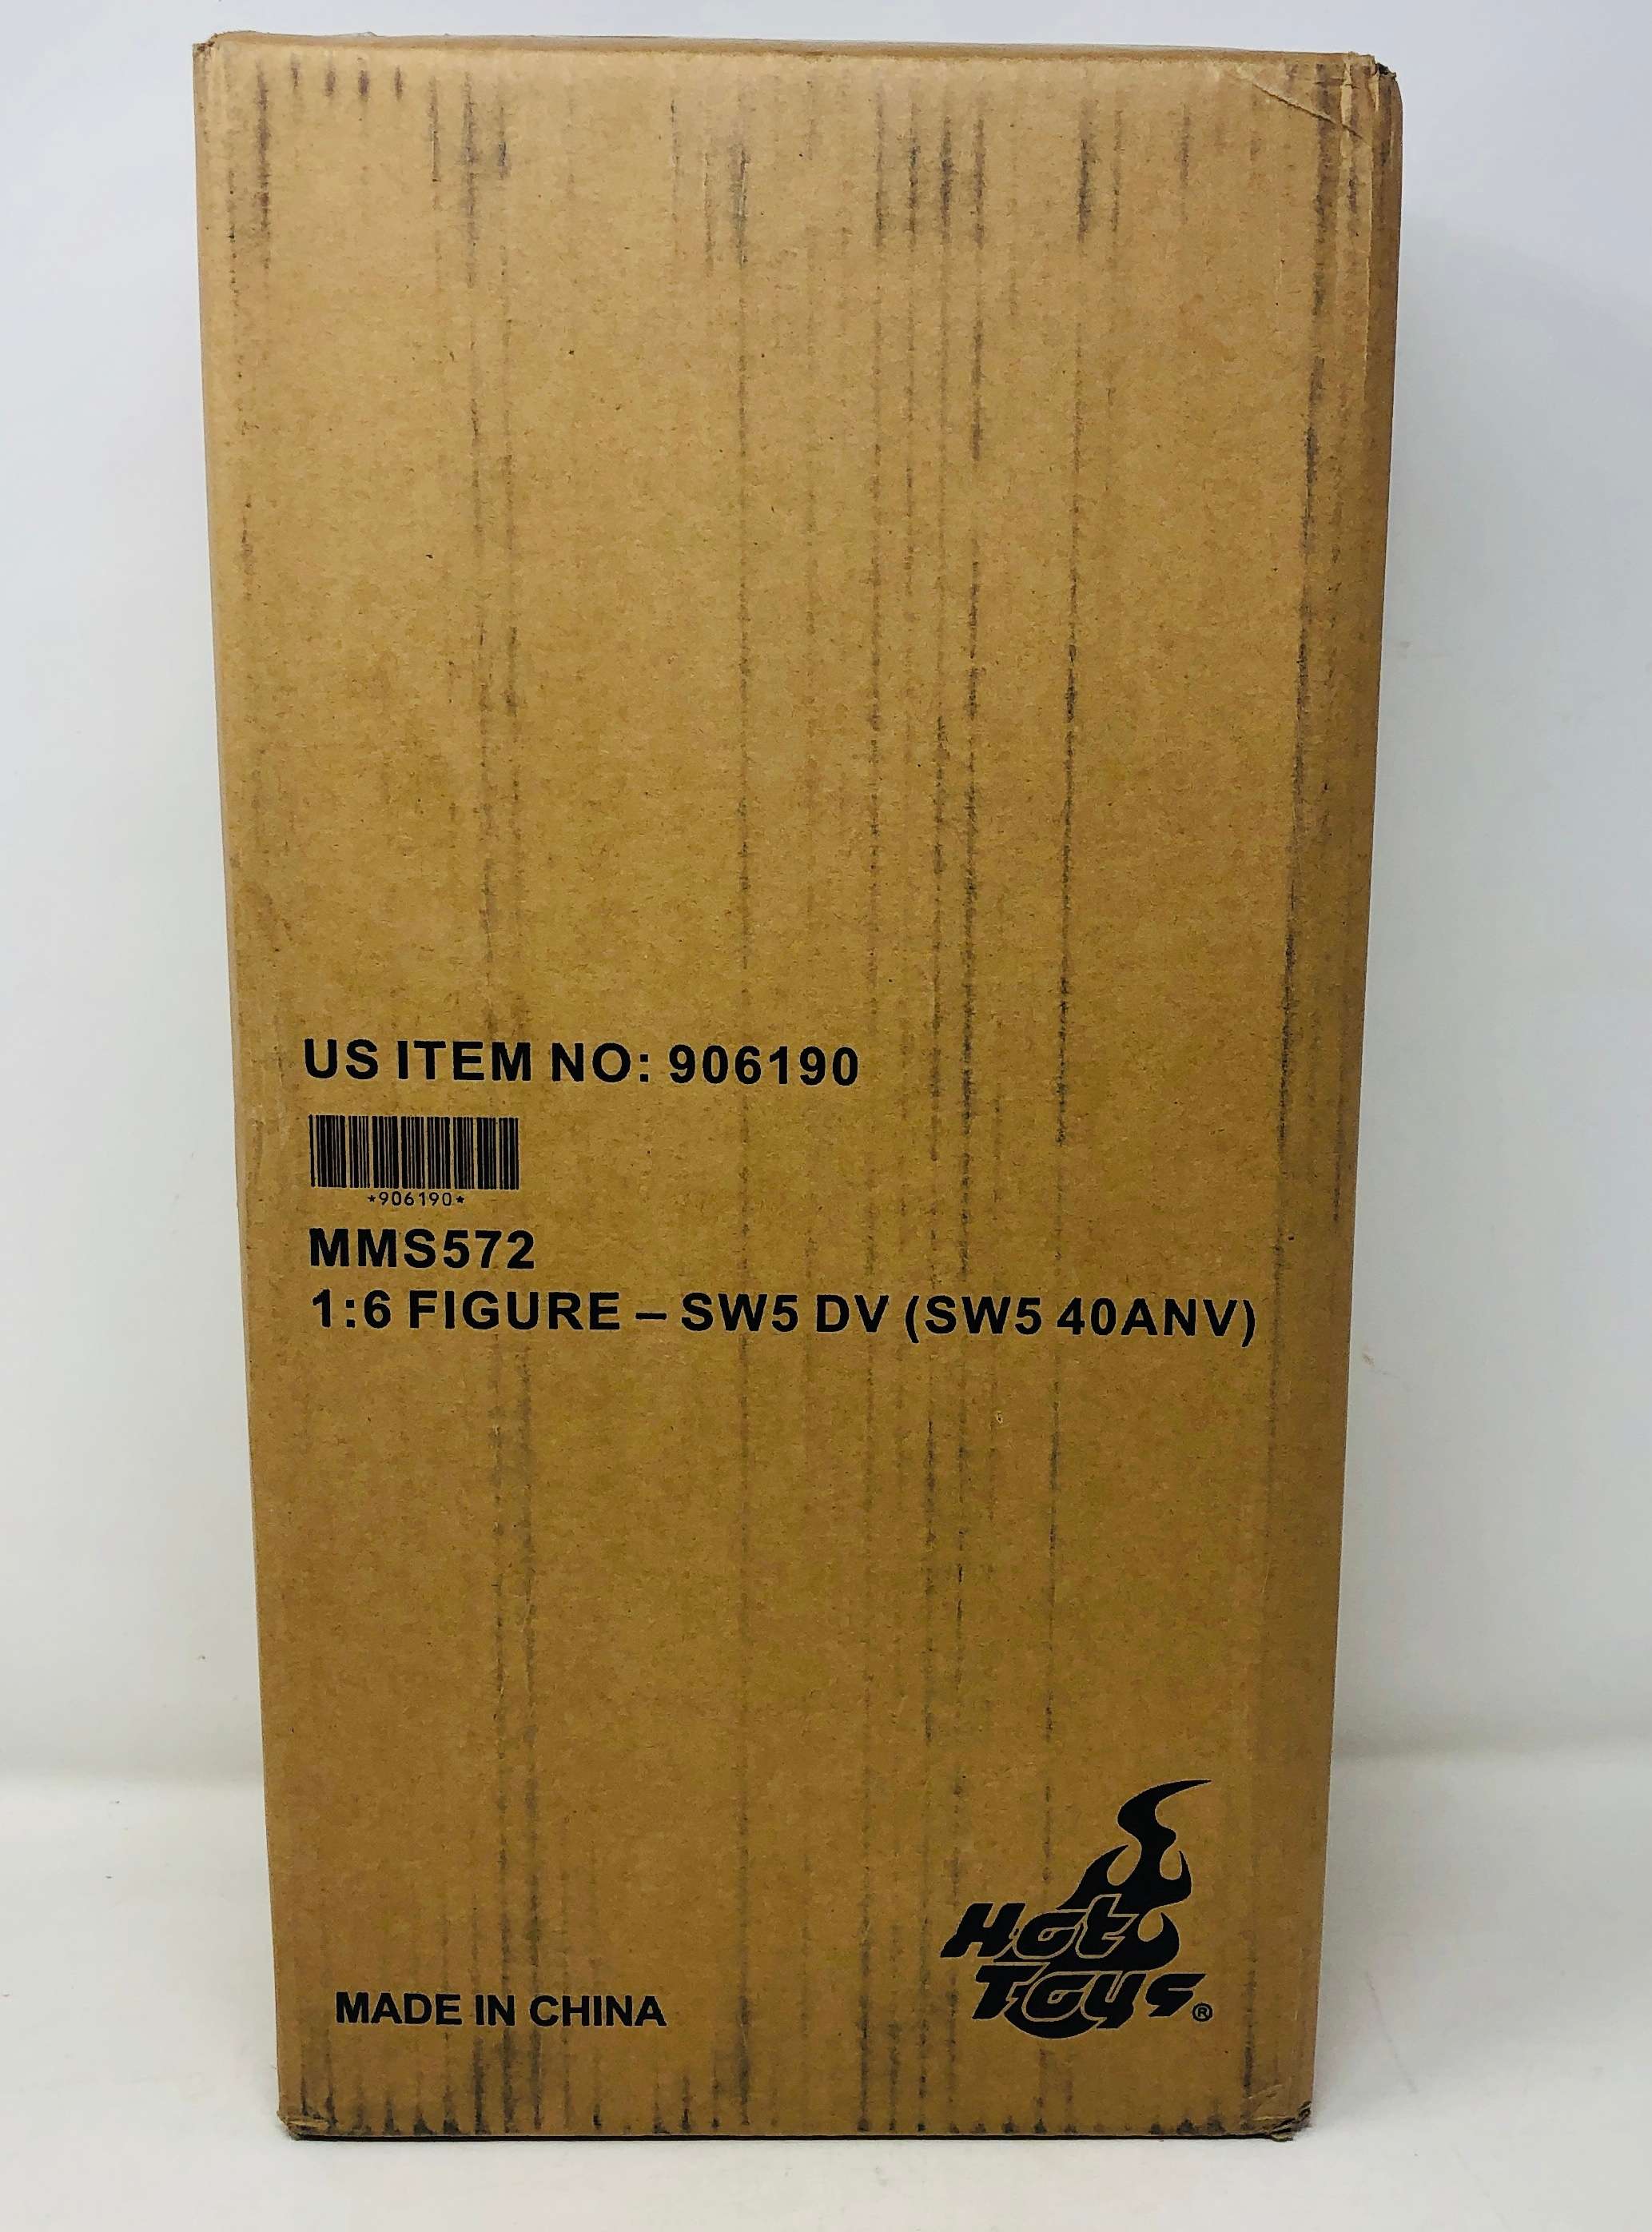 US ITEM NO: 906190
*906190*
MMS572
1:6 FIGURE – SW5 DV (SW5 40ANV)
Hot
Toys®
MADE IN CHINA